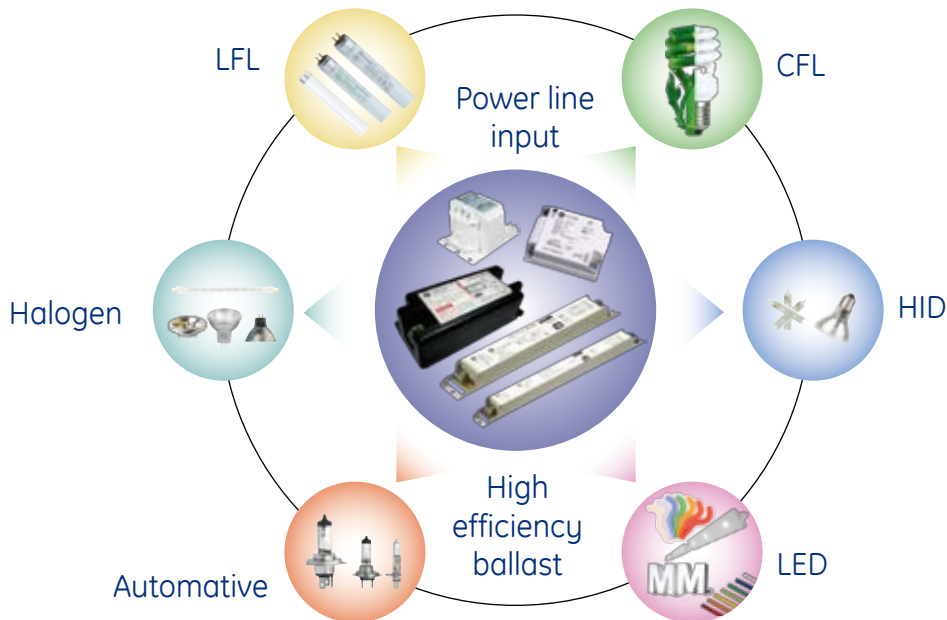 LFL
CFL
Power line
input
Halogen
HID
High
efficiency
ballast
Automative
LED
MM